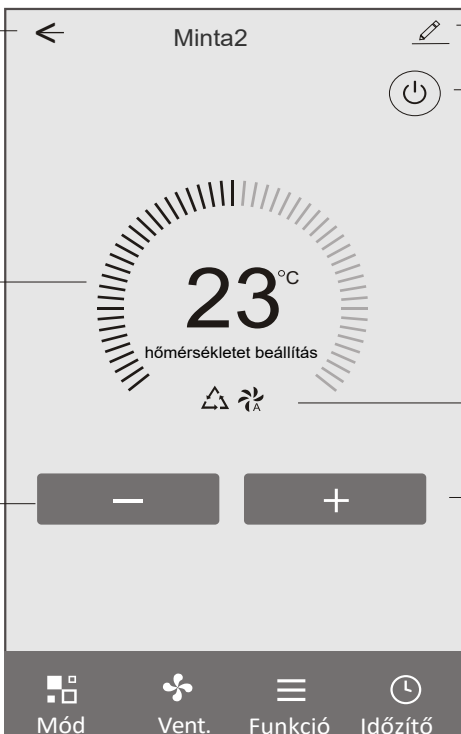 Minta2
23°C
hőmérsékletet beállítás
A
Mód Vent. Funkció Időzítő